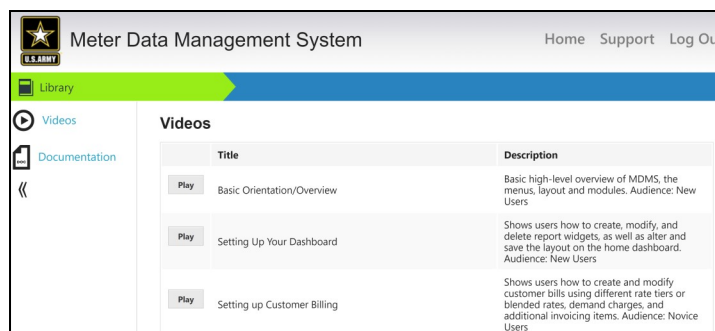 Meter Data Management System
Home Support Log Ou
U.S.ARMY
Library
Videos
Documentation
DOC
Videos
Title Description
Play Basic Orientation/Overview Basic high-level overview of MDMS, the
menus, layout and modules. Audience: New
Users
Play Setting Up Your Dashboard Shows users how to create, modify, and
delete report widgets, as well as alter and
save the layout on the home dashboard.
Audience: New Users
Play Setting up Customer Billing Shows users how to create and modify
customer bills using different rate tiers or
blended rates, demand charges, and
additional invoicing items. Audience: Novice
Users